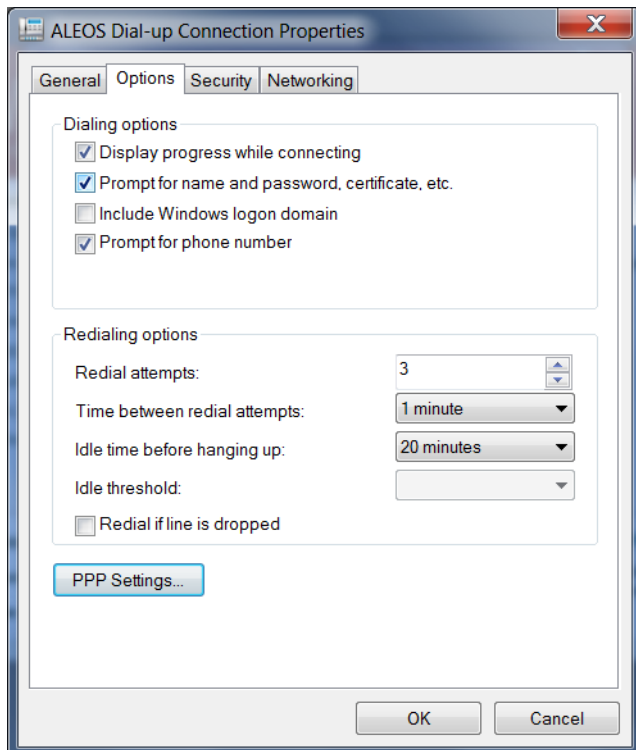 ALEOS Dial-up Connection Properties
General Options Security Networking
Dialing options
Display progress while connecting
Prompt for name and password, certificate, etc.
Include Windows logon domain
Prompt for phone number
Redialing options
Redial attempts: 3
Time between redial attempts: 1 minute
Idle time before hanging up: 20 minutes
Idle threshold:
Redial if line is dropped
PPP Settings...
OK Cancel